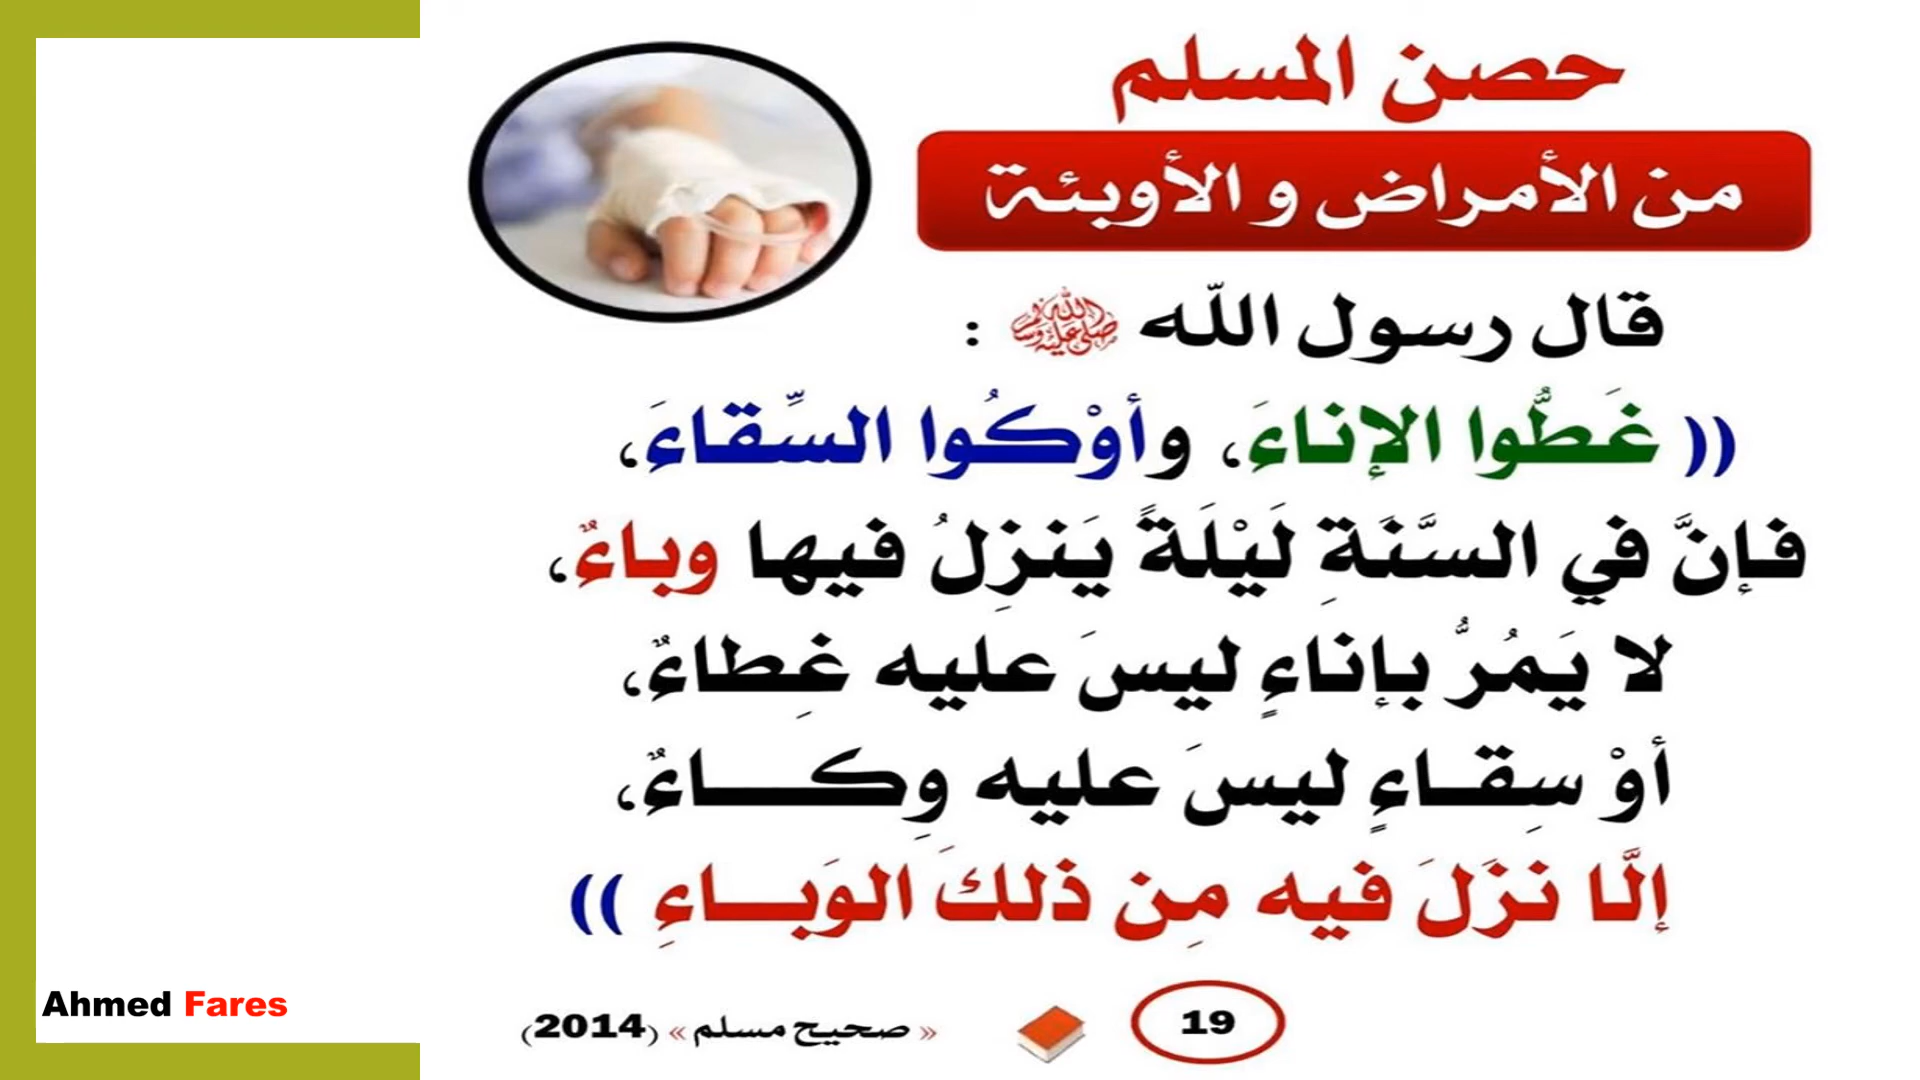 حصن المسلم
من الأمراض و الأوبئة
قال رسول اللّه ﷺ :
(( غَطُّوا الإناءَ، وأوْكُوا السِّقاءَ،
فإنَّ في السَّنَةِ لَيْلَةً يَنزِلُ فيها وباءٌ،
لا يَمُرُّ بإناءٍ ليسَ عليه غِطاءٌ،
أوْ سِقـاءٍ ليسَ عليه وِكـــاءٌ،
إلَّا نزَلَ فيه مِن ذلكَ الوَبـــاءِ ))
19
« صحيح مسلم » (2014)
Ahmed Fares